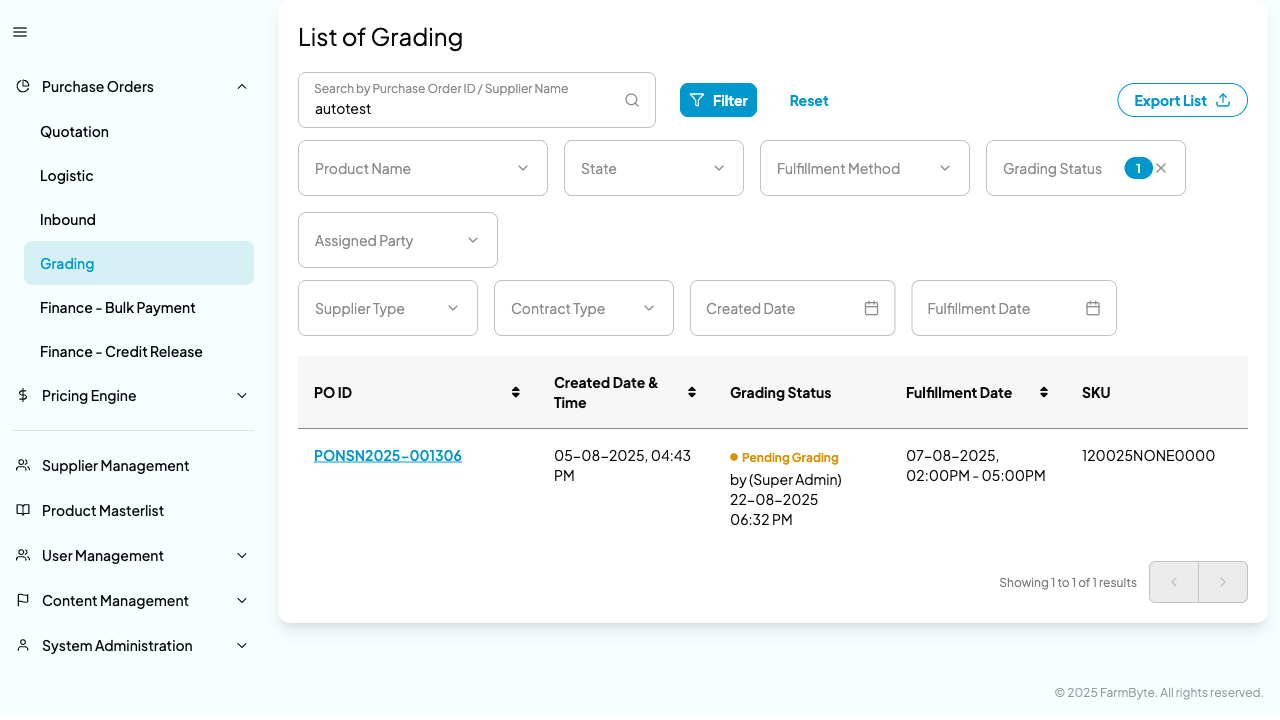 Purchase Orders
Quotation
Logistic
Inbound
Grading
Finance - Bulk Payment
Finance - Credit Release
Pricing Engine
Supplier Management
Product Masterlist
User Management
Content Management
System Administration
List of Grading
Search by Purchase Order ID / Supplier Name
autotest
Filter
Reset
Export List
Product Name
State
Fulfillment Method
Grading Status
1
Assigned Party
Supplier Type
Contract Type
Created Date
Fulfillment Date
PO ID
Created Date &
Time
Grading Status
Fulfillment Date
SKU
PONSN2025-001306
05-08-2025, 04:43
PM
Pending Grading
by (Super Admin)
22-08-2025
06:32 PM
07-08-2025,
02:00PM - 05:00PM
120025NONE0000
Showing 1 to 1 of 1 results
© 2025 FarmByte. All rights reserved.